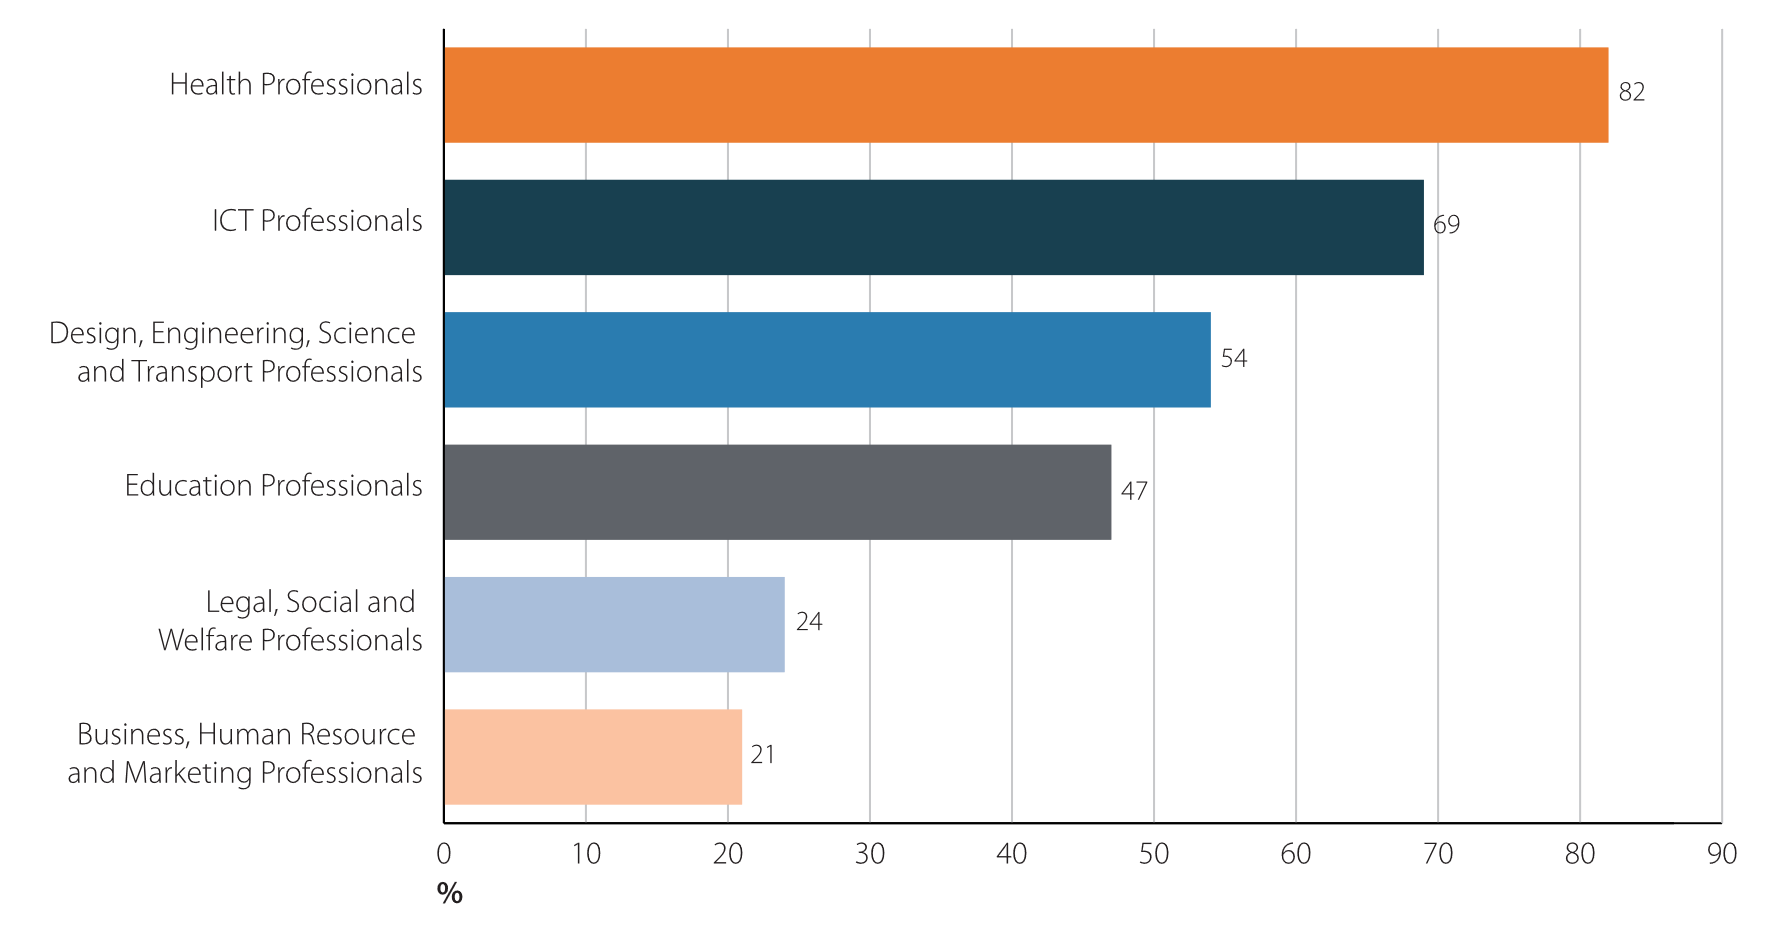 Health Professionals
82
ICT Professionals
69
Design, Engineering, Science
and Transport Professionals
54
Education Professionals
47
Legal, Social and
Welfare Professionals
24
Business, Human Resource
and Marketing Professionals
21
0 10 20 30 40 50 60 70 80 90
%